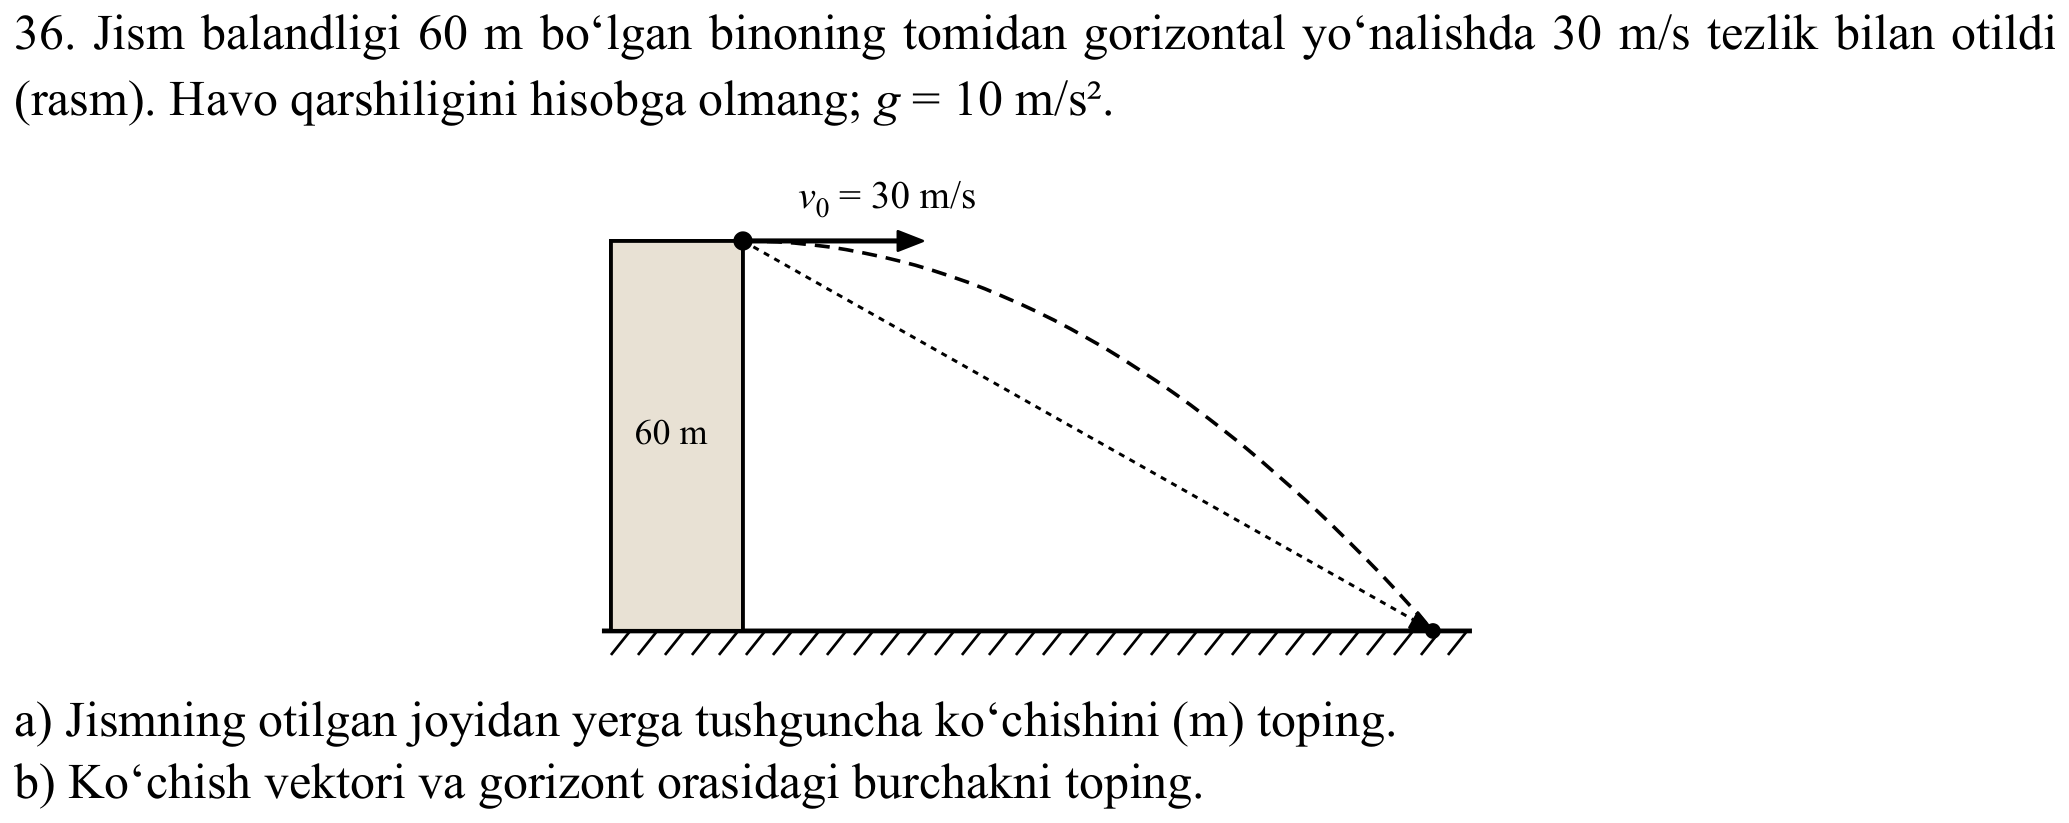 36. Jism balandligi 60 m bo‘lgan binoning tomidan gorizontal yo‘nalishda 30 m/s tezlik bilan otildi
(rasm). Havo qarshiligini hisobga olmang; g = 10 m/s².
v₀ = 30 m/s
60 m
a) Jismning otilgan joyidan yerga tushguncha ko‘chishini (m) toping.
b) Ko‘chish vektori va gorizont orasidagi burchakni toping.